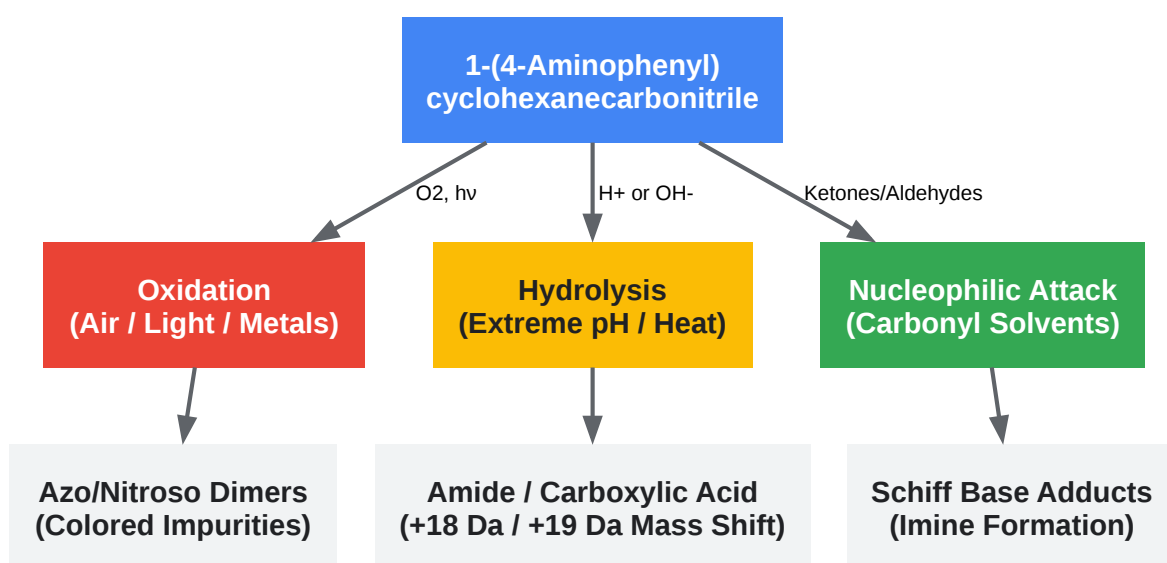 1-(4-Aminophenyl)
cyclohexanecarbonitrile
O2, hν
H+ or OH-
Ketones/Aldehydes
Oxidation
(Air / Light / Metals)
Hydrolysis
(Extreme pH / Heat)
Nucleophilic Attack
(Carbonyl Solvents)
Azo/Nitroso Dimers
(Colored Impurities)
Amide / Carboxylic Acid
(+18 Da / +19 Da Mass Shift)
Schiff Base Adducts
(Imine Formation)